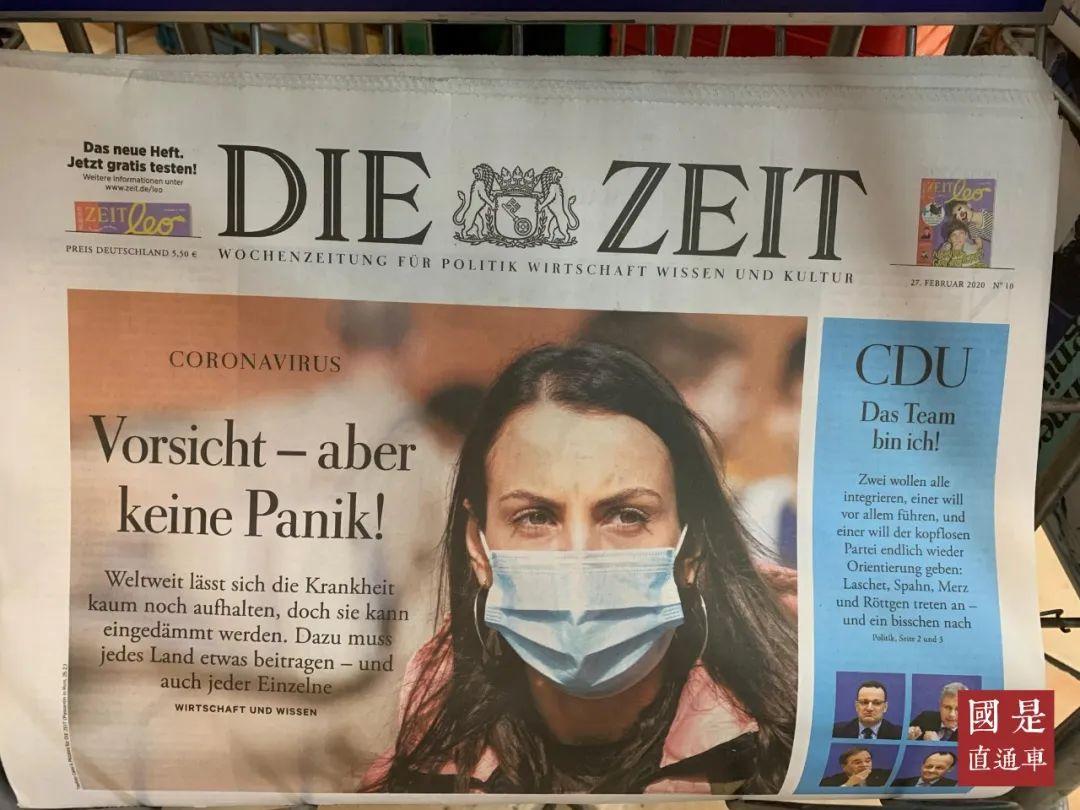 Das neue Heft.
Jetzt gratis testen!
Weitere Informationen unter
www.zeit.de/leo
ZEIT leo
PREIS DEUTSCHLAND 5,50 €
DIE ZEIT
WOCHENZEITUNG FÜR POLITIK WIRTSCHAFT WISSEN UND KULTUR
ZEIT leo
27. FEBRUAR 2020 N° 10
CORONAVIRUS
Vorsicht – aber
keine Panik!
Weltweit lässt sich die Krankheit
kaum noch aufhalten, doch sie kann
eingedämmt werden. Dazu muss
jedes Land etwas beitragen – und
auch jeder Einzelne
WIRTSCHAFT UND WISSEN
CDU
Das Team
bin ich!
Zwei wollen alle
integrieren, einer will
vor allem führen, und
einer will der kopflosen
Partei endlich wieder
Orientierung geben:
Laschet, Spahn, Merz
und Röttgen treten an –
und ein bisschen nach
Politik, Seite 2 und 3
國是
直通車